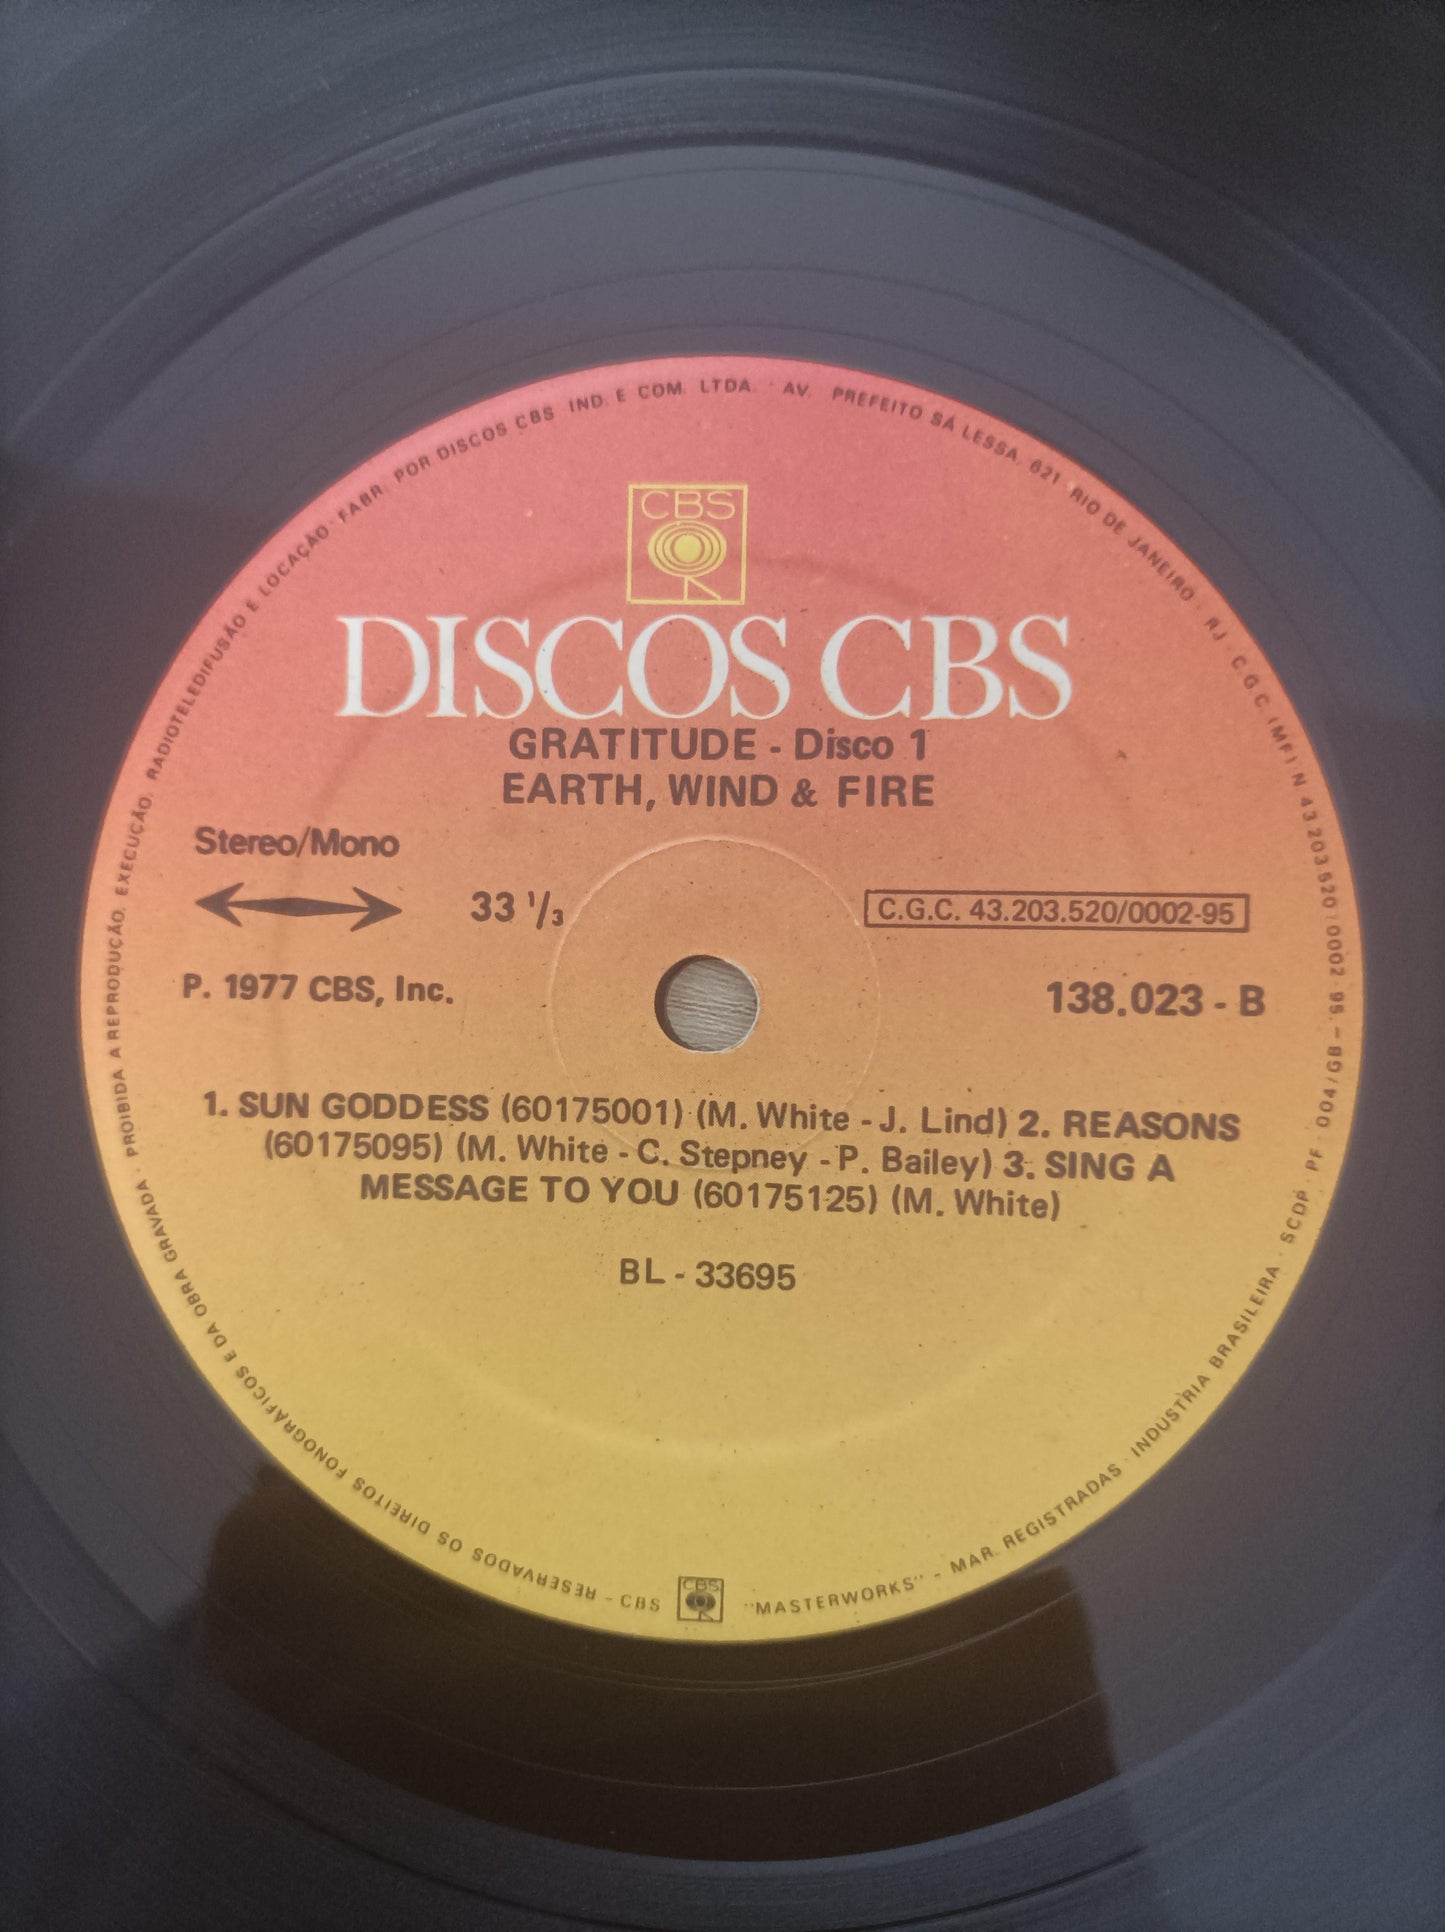 CBS
DISCOS CBS
GRATITUDE - Disco 1
EARTH, WIND & FIRE
Stereo/Mono
33 1/3
C.G.C. 43.203.520/0002-95
P. 1977 CBS, Inc.
138.023 - B
1. SUN GODDESS (60175001) (M. White - J. Lind) 2. REASONS
(60175095) (M. White - C. Stepney - P. Bailey) 3. SING A
MESSAGE TO YOU (60175125) (M. White)
BL - 33695
RESERVADOS OS DIREITOS FONOGRÁFICOS E DA OBRA GRAVADA · PROIBIDA A REPRODUÇÃO, EXECUÇÃO, RADIOTELEDIFUSÃO E LOCAÇÃO · FABR. POR DISCOS CBS IND. E COM. LTDA. · AV. PREFEITO SÁ LESSA, 621 · RIO DE JANEIRO · RJ · C.G.C. (MF) N 43.203.520/0002-95. – SCDP · PF · 004/GB – INDÚSTRIA BRASILEIRA
CBS
CBS
"MASTERWORKS" - MAR. REGISTRADAS